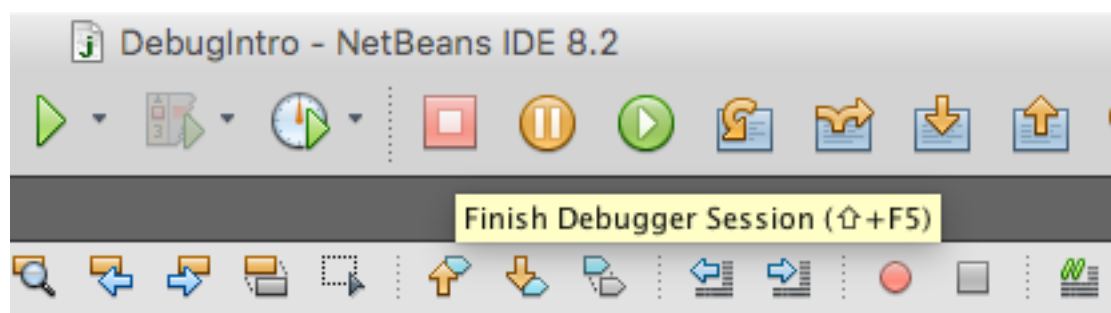 DebugIntro - NetBeans IDE 8.2
Finish Debugger Session (⇧+F5)